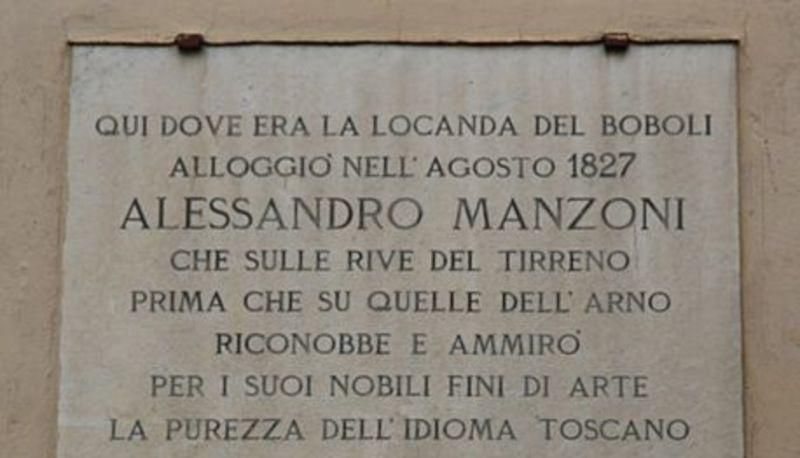 QUI DOVE ERA LA LOCANDA DEL BOBOLI
ALLOGGIO' NELL' AGOSTO 1827
ALESSANDRO MANZONI
CHE SULLE RIVE DEL TIRRENO
PRIMA CHE SU QUELLE DELL' ARNO
RICONOBBE E AMMIRO'
PER I SUOI NOBILI FINI DI ARTE
LA PUREZZA DELL' IDIOMA TOSCANO